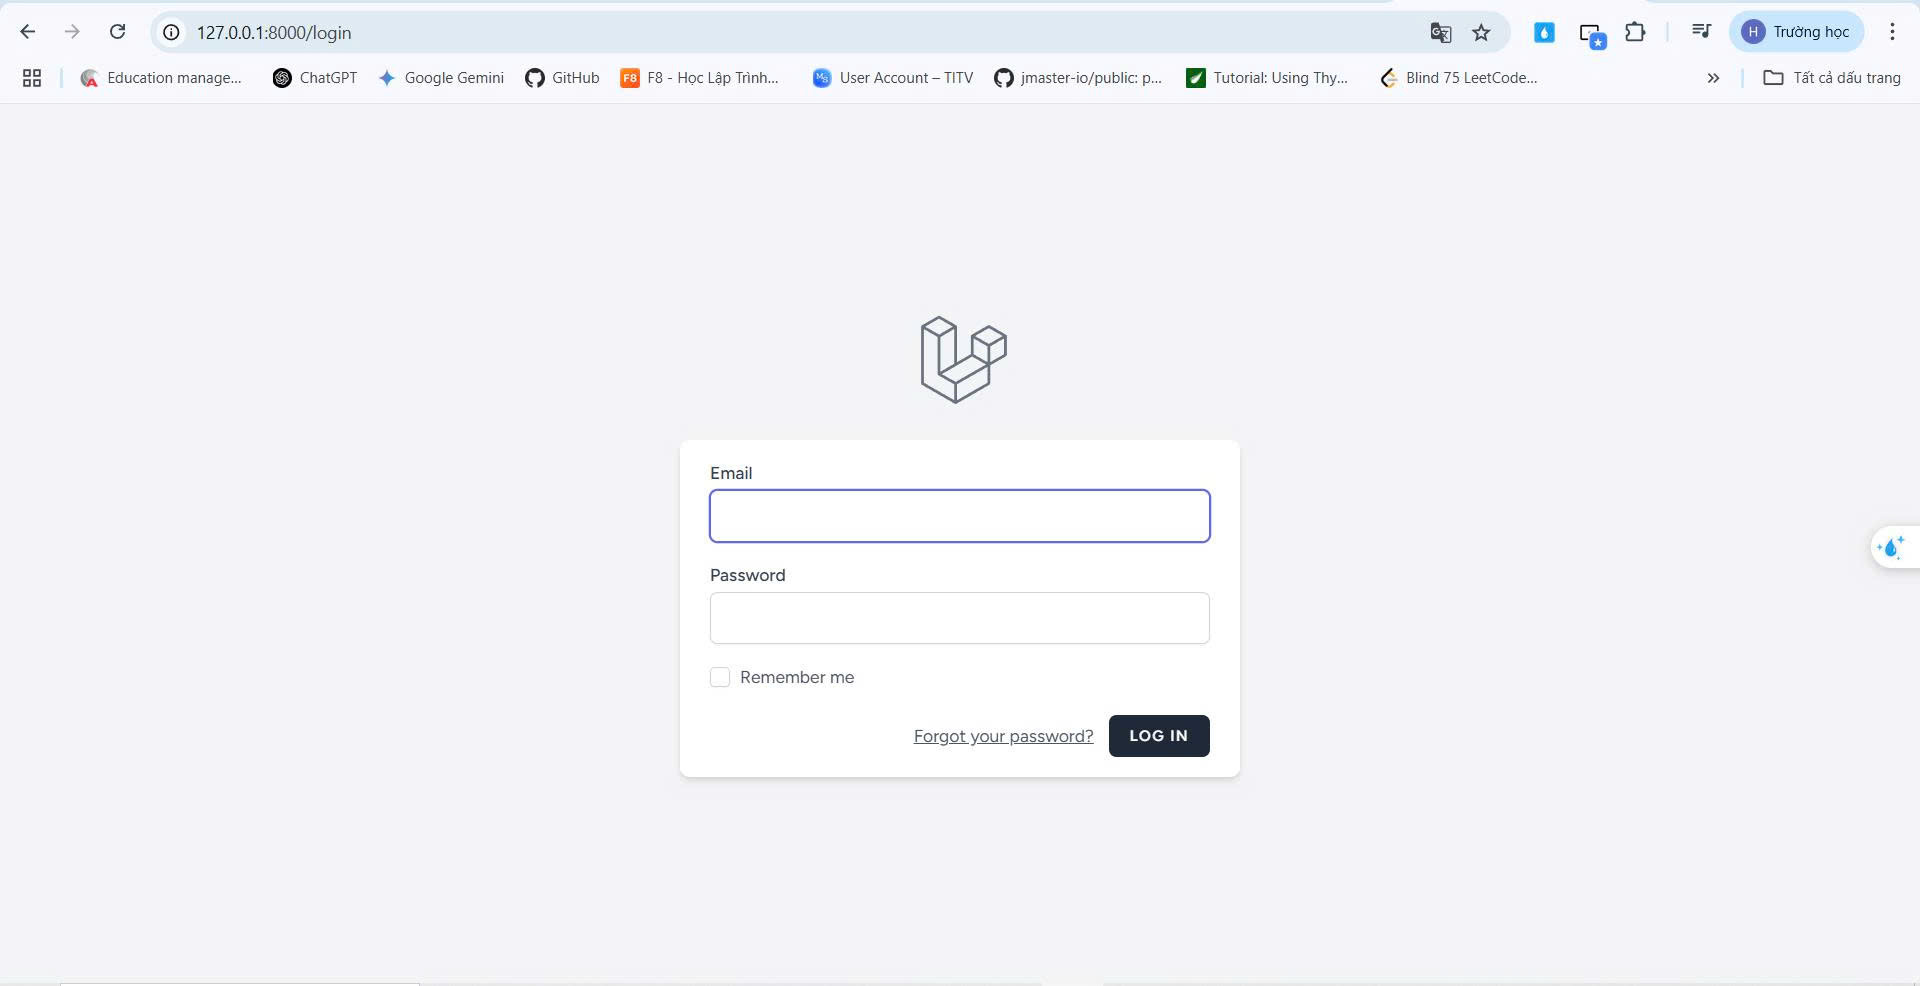 127.0.0.1:8000/login
H Trường học
Education manage...
ChatGPT
Google Gemini
GitHub
F8 F8 - Học Lập Trình...
User Account – TITV
jmaster-io/public: p...
Tutorial: Using Thy...
Blind 75 LeetCode...
Tất cả dấu trang
Email
Password
Remember me
Forgot your password? LOG IN